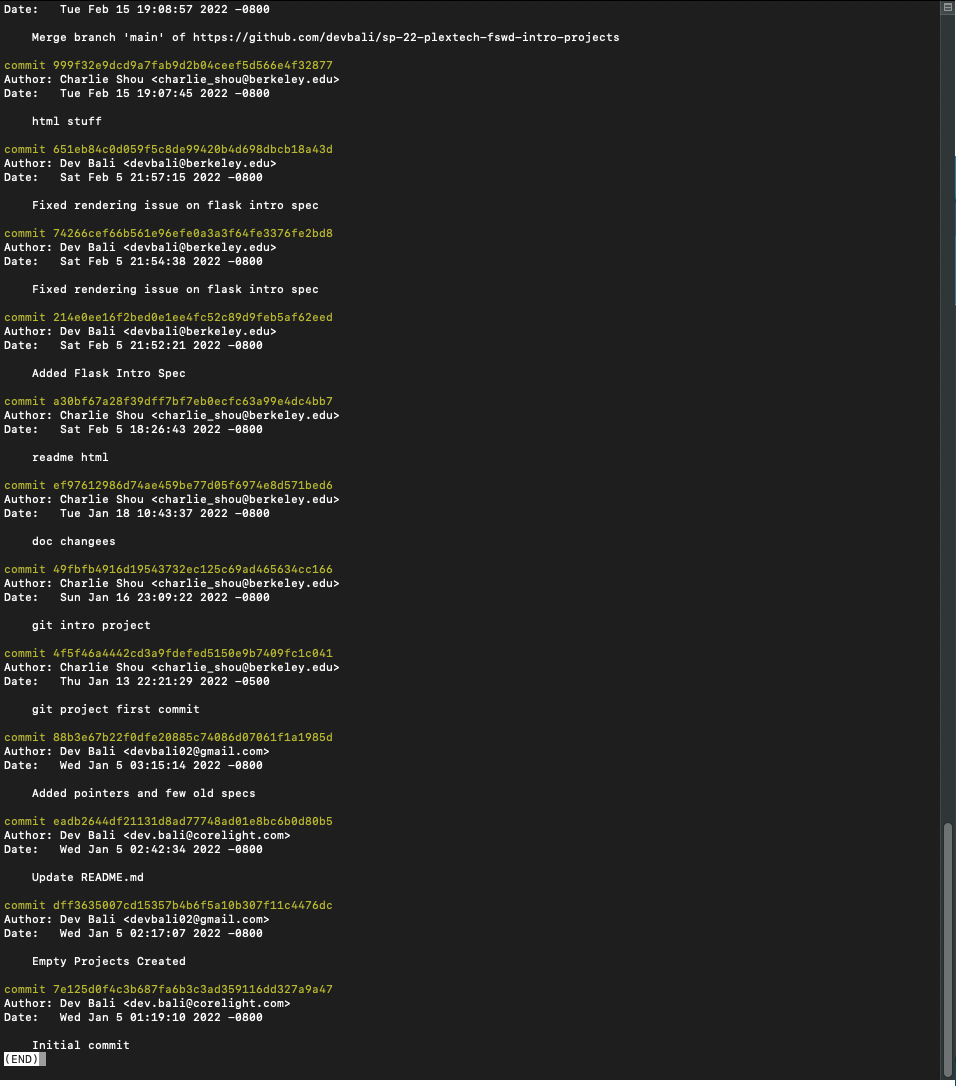 Date:   Tue Feb 15 19:08:57 2022 -0800
Merge branch 'main' of https://github.com/devbali/sp-22-plextech-fswd-intro-projects
commit 999f32e9dcd9a7fab9d2b04ceef5d566e4f32877
Author: Charlie Shou <charlie_shou@berkeley.edu>
Date:   Tue Feb 15 19:07:45 2022 -0800
html stuff
commit 651eb84c0d059f5c8de99420b4d698dbcb18a43d
Author: Dev Bali <devbali@berkeley.edu>
Date:   Sat Feb 5 21:57:15 2022 -0800
Fixed rendering issue on flask intro spec
commit 74266cef66b561e96efe0a3a3f64fe3376fe2bd8
Author: Dev Bali <devbali@berkeley.edu>
Date:   Sat Feb 5 21:54:38 2022 -0800
Fixed rendering issue on flask intro spec
commit 214e0ee16f2bed0e1ee4fc52c89d9feb5af62eed
Author: Dev Bali <devbali@berkeley.edu>
Date:   Sat Feb 5 21:52:21 2022 -0800
Added Flask Intro Spec
commit a30bf67a28f39dff7bf7eb0ecfc63a99e4dc4bb7
Author: Charlie Shou <charlie_shou@berkeley.edu>
Date:   Sat Feb 5 18:26:43 2022 -0800
readme html
commit ef97612986d74ae459be77d05f6974e8d571bed6
Author: Charlie Shou <charlie_shou@berkeley.edu>
Date:   Tue Jan 18 10:43:37 2022 -0800
doc changees
commit 49fbfb4916d19543732ec125c69ad465634cc166
Author: Charlie Shou <charlie_shou@berkeley.edu>
Date:   Sun Jan 16 23:09:22 2022 -0800
git intro project
commit 4f5f46a4442cd3a9fdefed5150e9b7409fc1c041
Author: Charlie Shou <charlie_shou@berkeley.edu>
Date:   Thu Jan 13 22:21:29 2022 -0500
git project first commit
commit 88b3e67b22f0dfe20885c74086d07061f1a1985d
Author: Dev Bali <devbali02@gmail.com>
Date:   Wed Jan 5 03:15:14 2022 -0800
Added pointers and few old specs
commit eadb2644df21131d8ad77748ad01e8bc6b0d80b5
Author: Dev Bali <dev.bali@corelight.com>
Date:   Wed Jan 5 02:42:34 2022 -0800
Update README.md
commit dff3635007cd15357b4b6f5a10b307f11c4476dc
Author: Dev Bali <devbali02@gmail.com>
Date:   Wed Jan 5 02:17:07 2022 -0800
Empty Projects Created
commit 7e125d0f4c3b687fa6b3c3ad359116dd327a9a47
Author: Dev Bali <dev.bali@corelight.com>
Date:   Wed Jan 5 01:19:10 2022 -0800
Initial commit
(END)